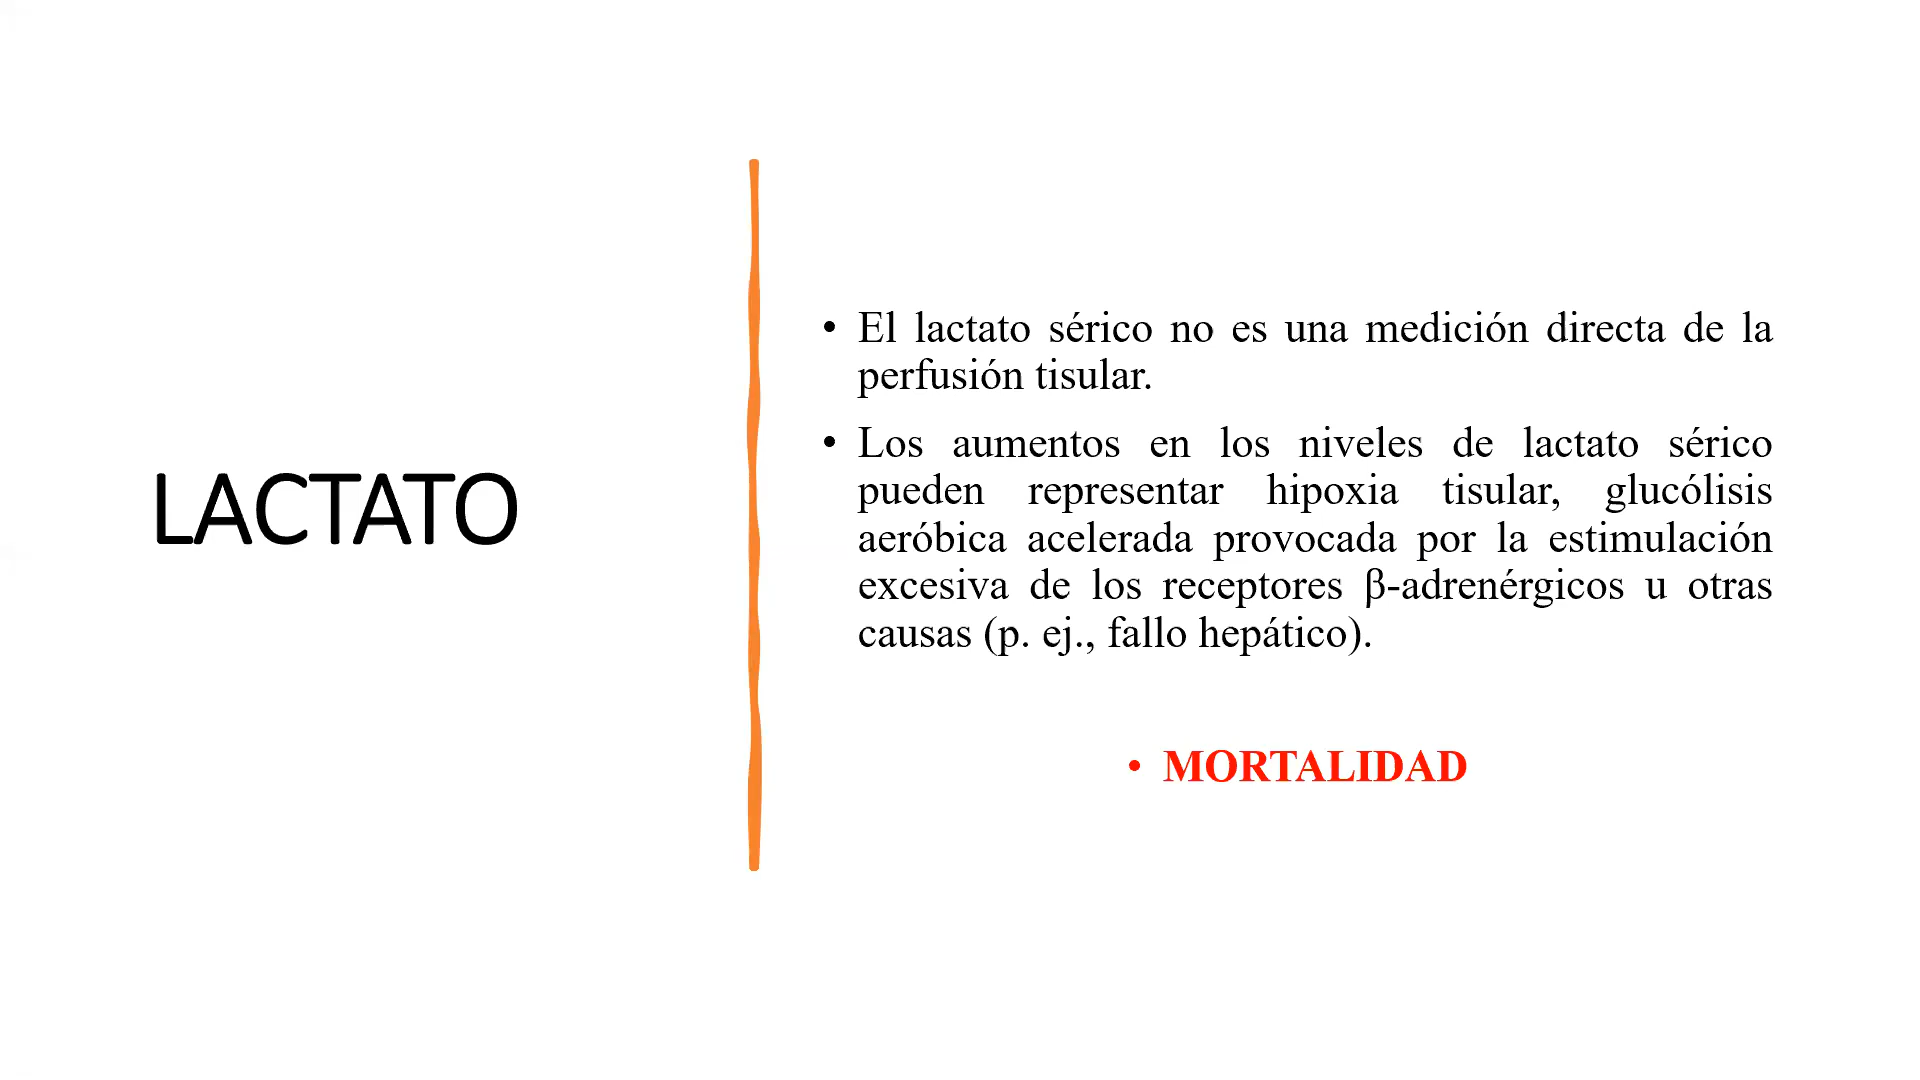 LACTATO
• El lactato sérico no es una medición directa de la
perfusión tisular.
• Los aumentos en los niveles de lactato sérico
pueden representar hipoxia tisular, glucólisis
aeróbica acelerada provocada por la estimulación
excesiva de los receptores β-adrenérgicos u otras
causas (p. ej., fallo hepático).
• MORTALIDAD